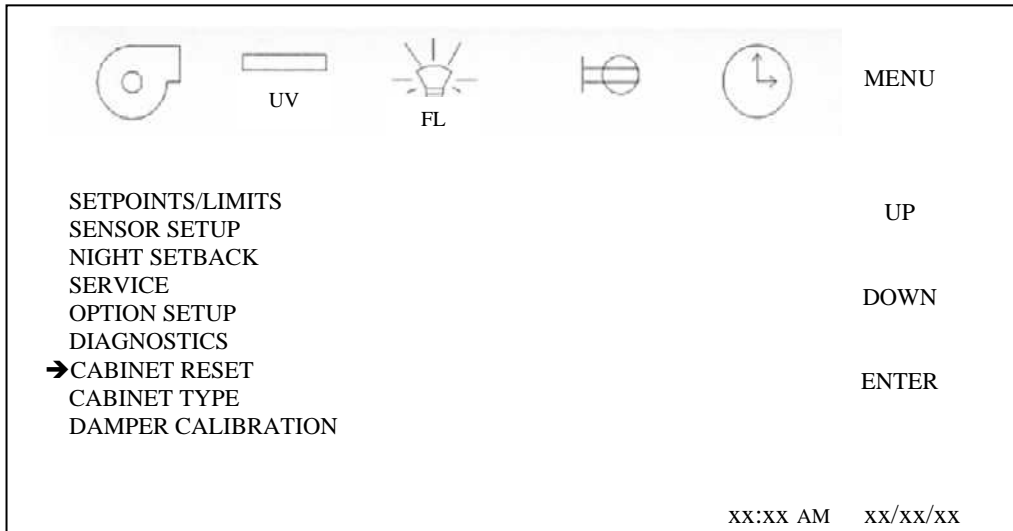 UV
FL
MENU
SETPOINTS/LIMITS
SENSOR SETUP
NIGHT SETBACK
SERVICE
OPTION SETUP
DIAGNOSTICS
➔CABINET RESET
CABINET TYPE
DAMPER CALIBRATION
UP
DOWN
ENTER
xx:xx AM xx/xx/xx